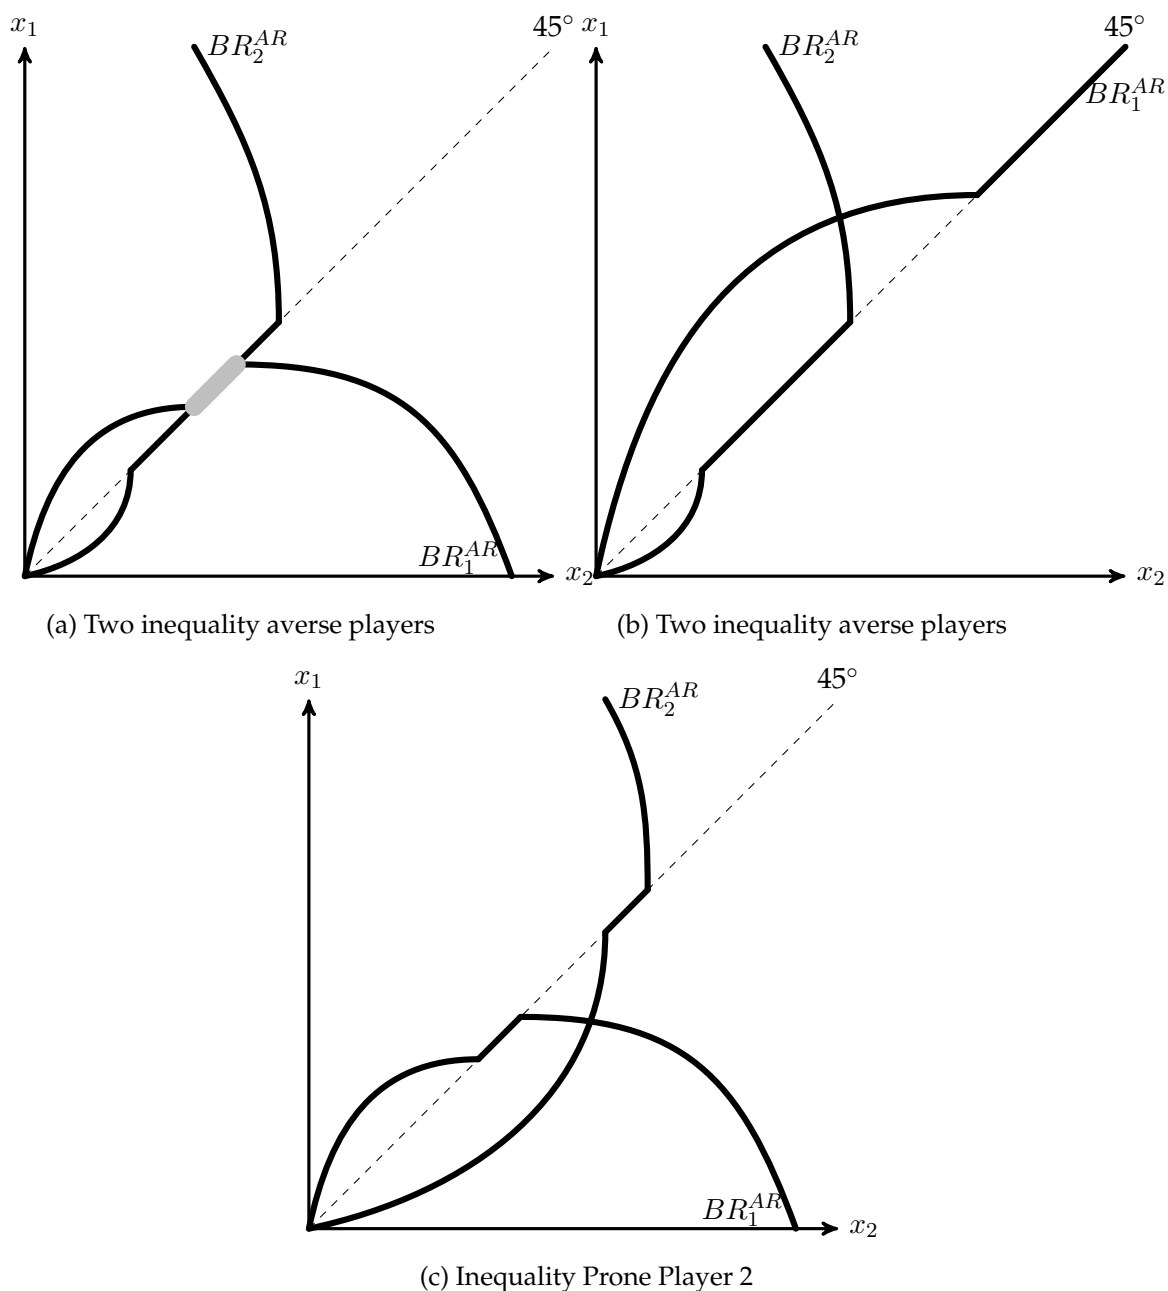 x₁ 45° x₁ 45°
BR₂ᴬᴿ BR₂ᴬᴿ
BR₁ᴬᴿ
BR₁ᴬᴿ
x₂ x₂
(a) Two inequality averse players (b) Two inequality averse players
x₁ 45°
BR₂ᴬᴿ
BR₁ᴬᴿ
x₂
(c) Inequality Prone Player 2